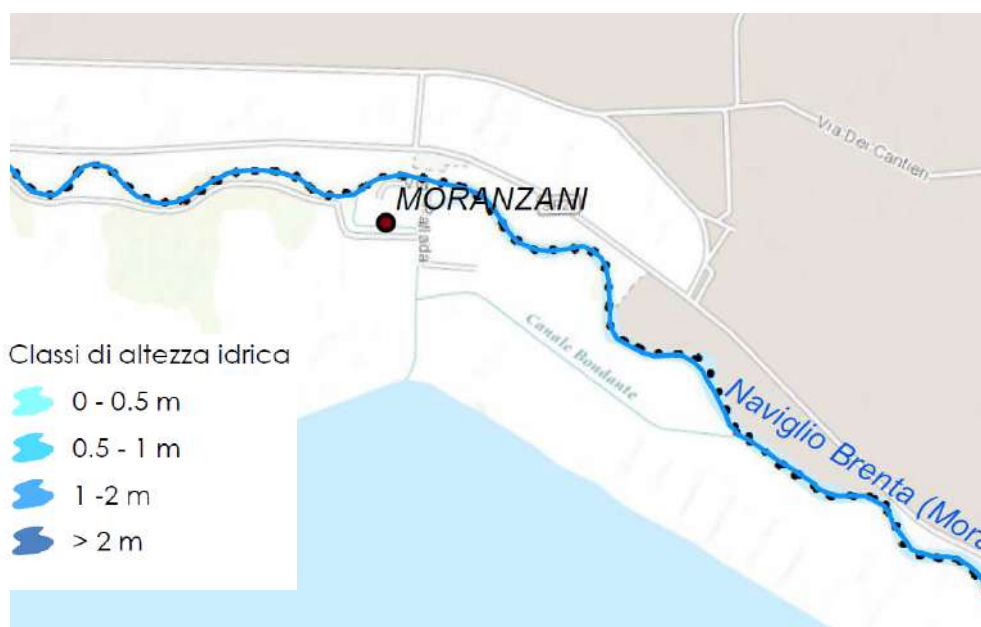 Via Dei Cantieri
MORANZANI
Pallada
Canale Bondante
Classi di altezza idrica
0 - 0.5 m
0.5 - 1 m
1 -2 m
> 2 m
Naviglio Brenta (Mora